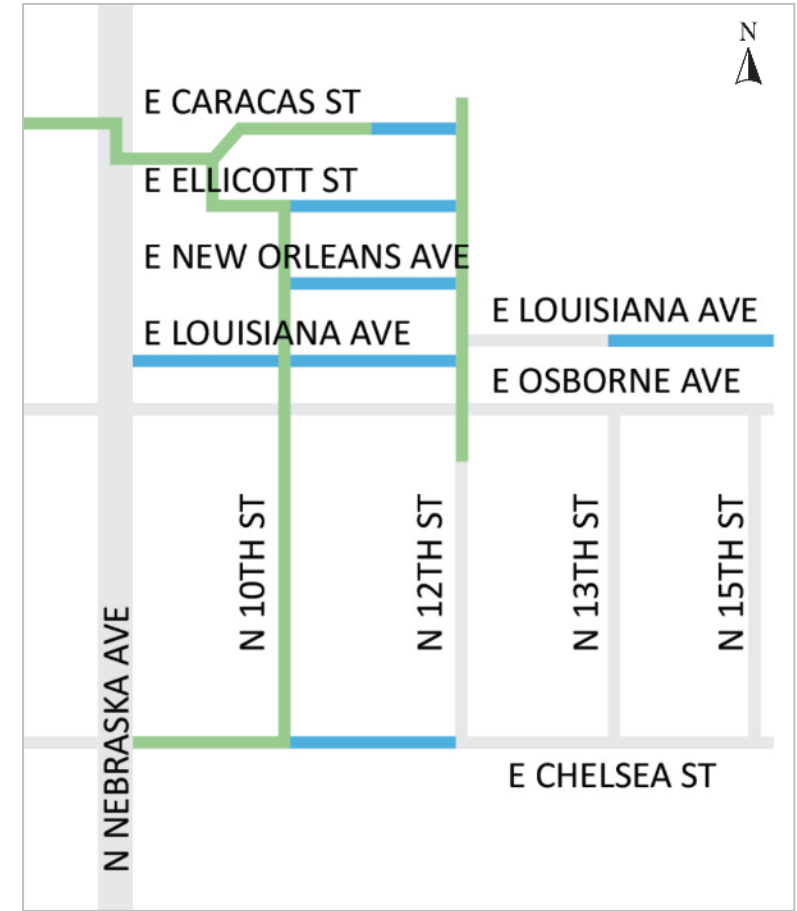 N
E CARACAS ST
E ELLICOTT ST
E NEW ORLEANS AVE
E LOUISIANA AVE
E LOUISIANA AVE
E OSBORNE AVE
N 10TH ST
N 12TH ST
N 13TH ST
N 15TH ST
N NEBRASKA AVE
E CHELSEA ST